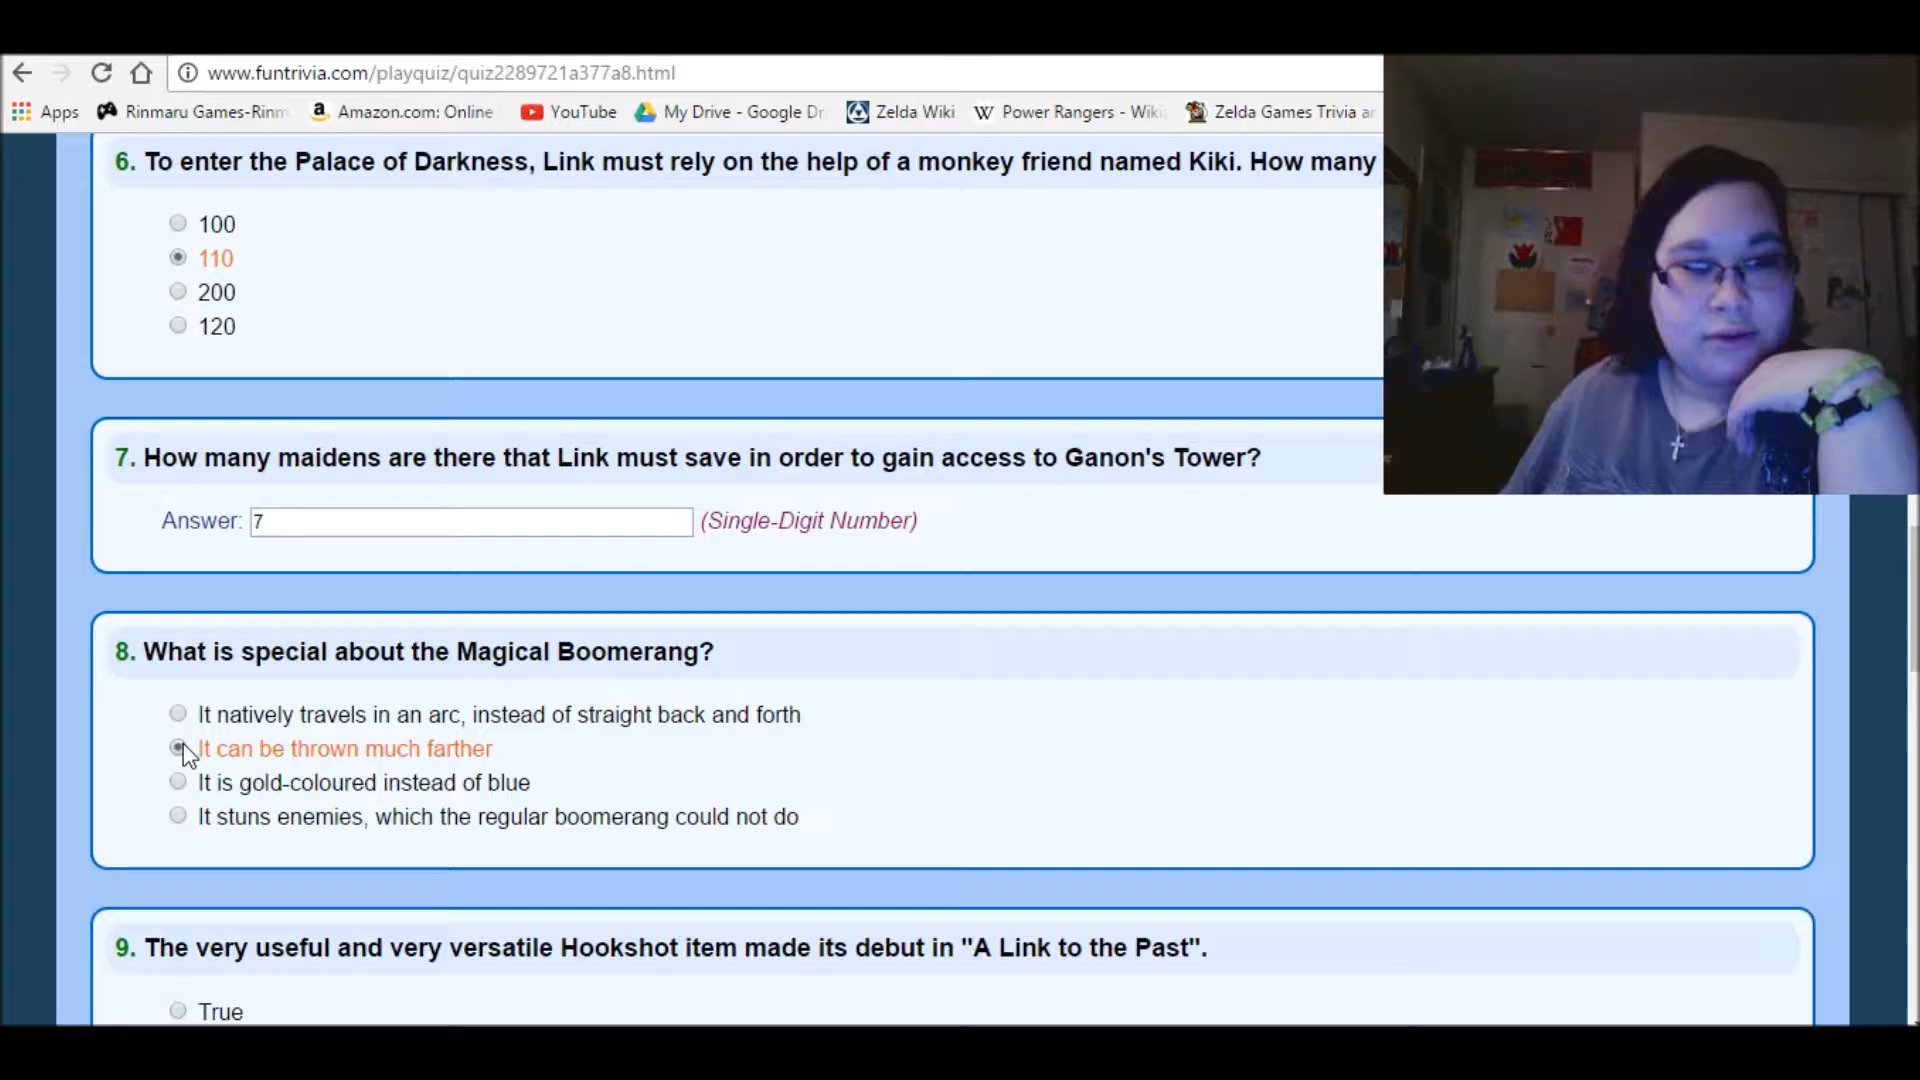 www.funtrivia.com/playquiz/quiz2289721a377a8.html
Apps Rinmaru Games-Rinm Amazon.com: Online YouTube My Drive - Google Dr Zelda Wiki Power Rangers - Wiki Zelda Games Trivia ar
6. To enter the Palace of Darkness, Link must rely on the help of a monkey friend named Kiki. How many
100
110
200
120
7. How many maidens are there that Link must save in order to gain access to Ganon's Tower?
Answer: 7 (Single-Digit Number)
8. What is special about the Magical Boomerang?
It natively travels in an arc, instead of straight back and forth
It can be thrown much farther
It is gold-coloured instead of blue
It stuns enemies, which the regular boomerang could not do
9. The very useful and very versatile Hookshot item made its debut in "A Link to the Past".
True